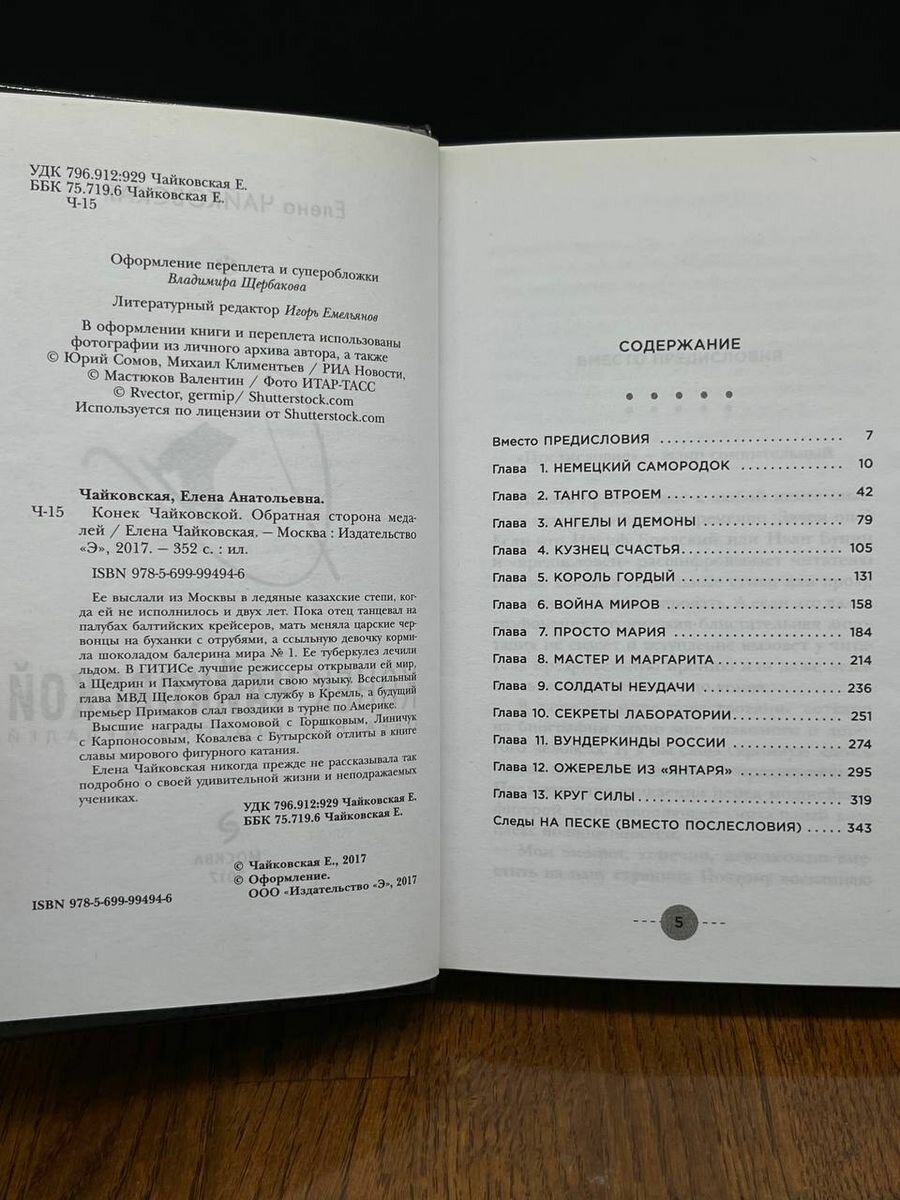 УДК 796.912:929 Чайковская Е.
ББК 75.719.6 Чайковская Е.
Ч-15
Оформление переплета и суперобложки
Владимира Щербакова
Литературный редактор Игорь Емельянов
В оформлении книги и переплета использованы
фотографии из личного архива автора, а также
© Юрий Сомов, Михаил Климентьев / РИА Новости,
© Мастюков Валентин / Фото ИТАР-ТАСС
© Rvector, germip/ Shutterstock.com
Используется по лицензии от Shutterstock.com
Чайковская, Елена Анатольевна.
Ч-15 Конек Чайковской. Обратная сторона меда-
лей / Елена Чайковская. — Москва : Издательство
«Э», 2017. — 352 с. : ил.
ISBN 978-5-699-99494-6
Ее выслали из Москвы в ледяные казахские степи, ког-
да ей не исполнилось и двух лет. Пока отец танцевал на
палубах балтийских крейсеров, мать меняла царские чер-
вонцы на буханки с отрубями, а ссыльную девочку корми-
ла шоколадом балерина мира № 1. Ее туберкулез лечили
льдом. В ГИТИСе лучшие режиссеры открывали ей мир,
а Щедрин и Пахмутова дарили свою музыку. Всесильный
глава МВД Щелоков брал на службу в Кремль, а будущий
премьер Примаков слал гвоздики в турне по Америке.
Высшие награды Пахомовой с Горшковым, Линичук
с Карпоносовым, Ковалева с Бутырской отлиты в книге
славы мирового фигурного катания.
Елена Чайковская никогда прежде не рассказывала так
подробно о своей удивительной жизни и неподражаемых
учениках.
УДК 796.912:929 Чайковская Е.
ББК 75.719.6 Чайковская Е.
© Чайковская Е., 2017
© Оформление.
ООО «Издательство «Э», 2017
ISBN 978-5-699-99494-6
СОДЕРЖАНИЕ
Вместо ПРЕДИСЛОВИЯ ........................ 7
Глава 1. НЕМЕЦКИЙ САМОРОДОК .............. 10
Глава 2. ТАНГО ВТРОЕМ ....................... 42
Глава 3. АНГЕЛЫ И ДЕМОНЫ .................. 79
Глава 4. КУЗНЕЦ СЧАСТЬЯ.................... 105
Глава 5. КОРОЛЬ ГОРДЫЙ .................... 131
Глава 6. ВОЙНА МИРОВ ...................... 158
Глава 7. ПРОСТО МАРИЯ ..................... 184
Глава 8. МАСТЕР И МАРГАРИТА ............... 214
Глава 9. СОЛДАТЫ НЕУДАЧИ ................. 236
Глава 10. СЕКРЕТЫ ЛАБОРАТОРИИ............. 251
Глава 11. ВУНДЕРКИНДЫ РОССИИ ............. 274
Глава 12. ОЖЕРЕЛЬЕ ИЗ «ЯНТАРЯ» ............ 295
Глава 13. КРУГ СИЛЫ......................... 319
Следы НА ПЕСКЕ (ВМЕСТО ПОСЛЕСЛОВИЯ) ..... 343
5